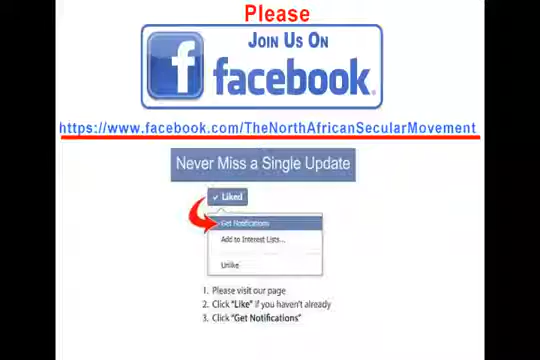 Please
JOIN US ON
facebook
https://www.facebook.com/TheNorthAfricanSecularMovement
Never Miss a Single Update
✓ Liked
Get Notifications
Add to Interest Lists...
Unlike
1. Please visit our page
2. Click "Like" if you haven't already
3. Click "Get Notifications"